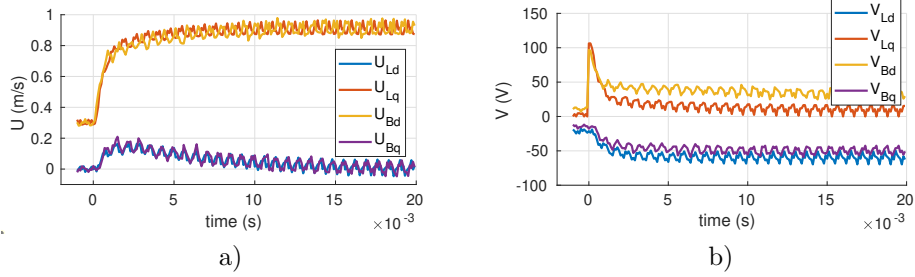 1
0.8
0.6
0.4
0.2
0
U (m/s)
U_Ld
U_Lq
U_Bd
U_Bq
0 5 10 15 20
time (s)
×10^-3
a)
150
100
50
0
-50
-100
V (V)
V_Ld
V_Lq
V_Bd
V_Bq
0 5 10 15 20
time (s)
×10^-3
b)